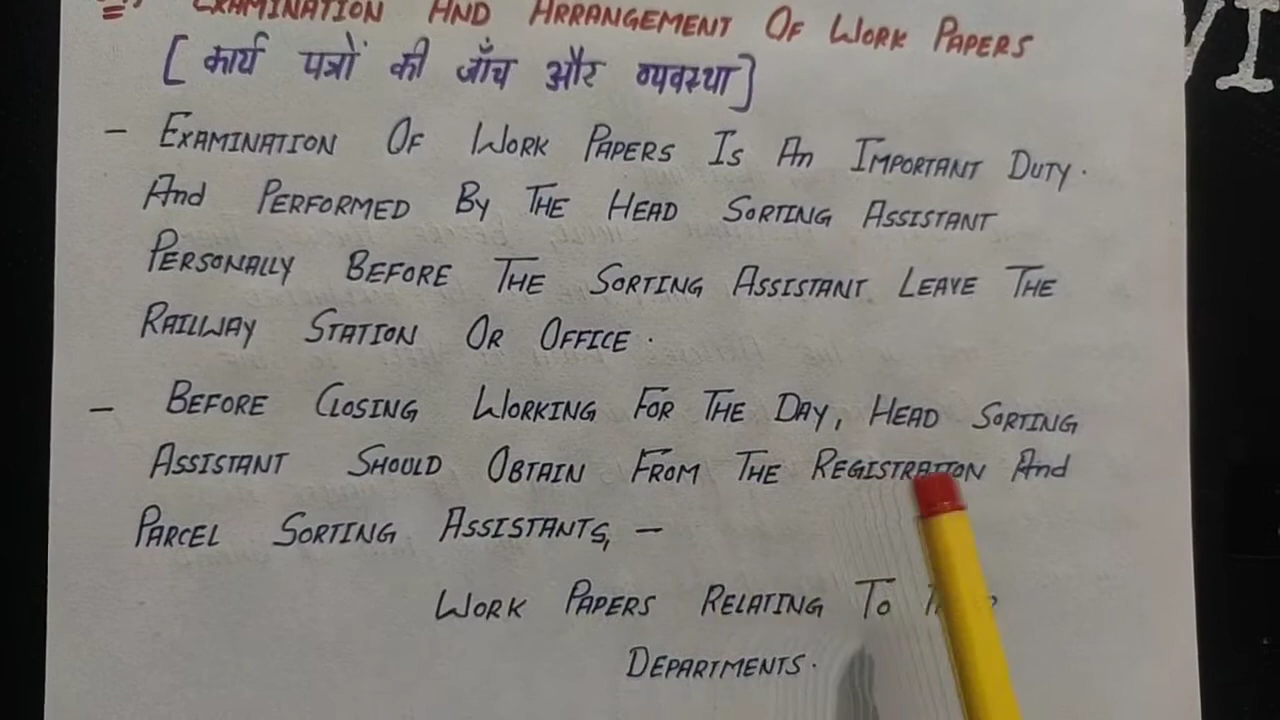 EXAMINATION AND ARRANGEMENT OF WORK PAPERS
[कार्य पत्रों की जाँच और व्यवस्था]
- EXAMINATION OF WORK PAPERS IS An IMPORTANT DUTY.
And PERFORMED BY THE HEAD SORTING ASSISTANT
PERSONALLY BEFORE THE SORTING ASSISTANT LEAVE THE
RAILWAY STATION OR OFFICE.
- BEFORE CLOSING WORKING FOR THE DAY, HEAD SORTING
ASSISTANT SHOULD OBTAIN FROM THE REGISTRATION And
PARCEL SORTING ASSISTANTS, -
WORK PAPERS RELATING TO
DEPARTMENTS.